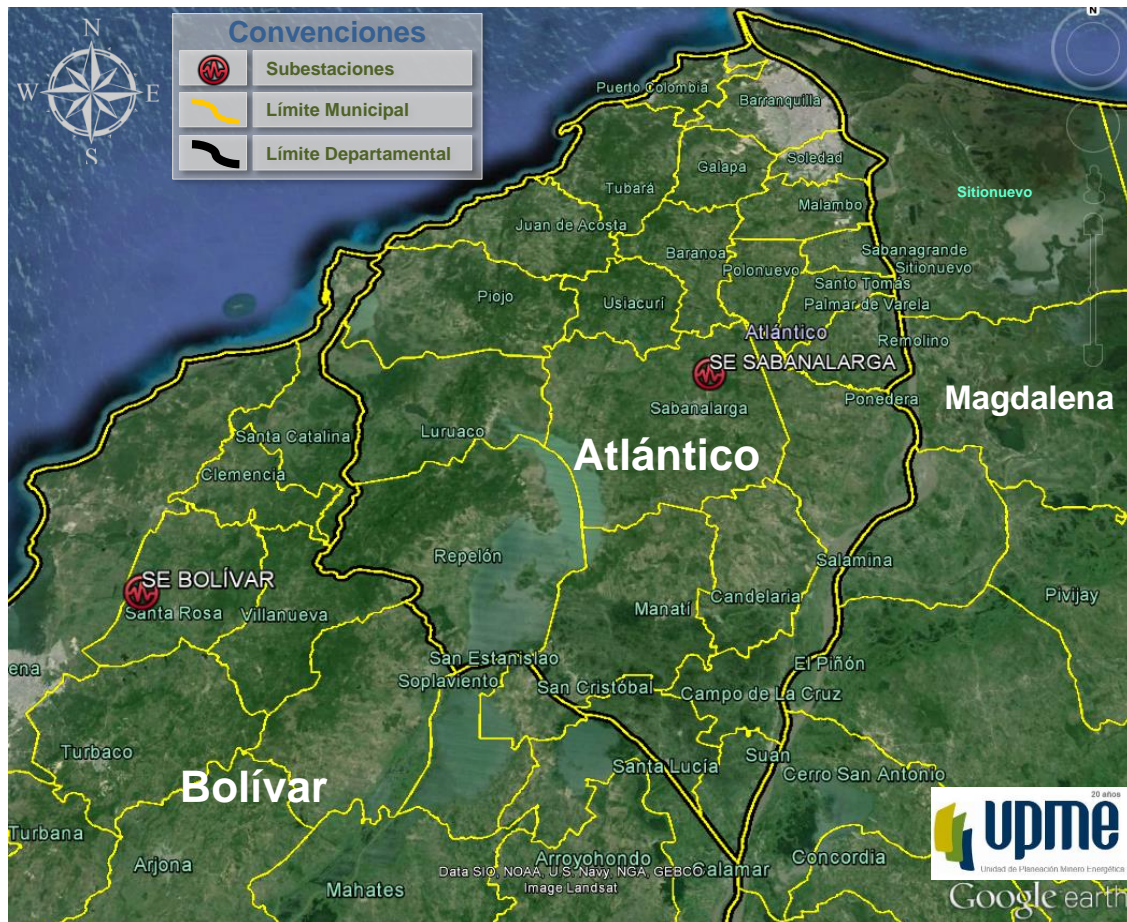 N
W
E
S
Convenciones
Subestaciones
Límite Municipal
Límite Departamental
N
Puerto Colombia
Barranquilla
Soledad
Galapa
Tubará
Sitionuevo
Malambo
Juan de Acosta
Baranoa
Sabanagrande
Polonuevo
Sitionuevo
Santo Tomás
Piojo
Usiacurí
Palmar de Varela
Atlántico
Remolino
SE SABANALARGA
Sabanalarga
Ponedera
Magdalena
Luruaco
Santa Catalina
Atlántico
Clemencia
Repelón
Salamina
SE BOLÍVAR
Santa Rosa
Villanueva
Manatí
Candelaria
Pivijay
ena
San Estanislao
El Piñón
Soplaviento
San Cristóbal
Campo de La Cruz
Turbaco
Suan
Santa Lucía
Cerro San Antonio
Bolívar
Turbana
20 años
upme
Unidad de Planeación Minero Energética
Arjona
Arroyohondo
Calamar
Concordia
Mahates
Data SIO, NOAA, U.S. Navy, NGA, GEBCO
Image Landsat
Google earth